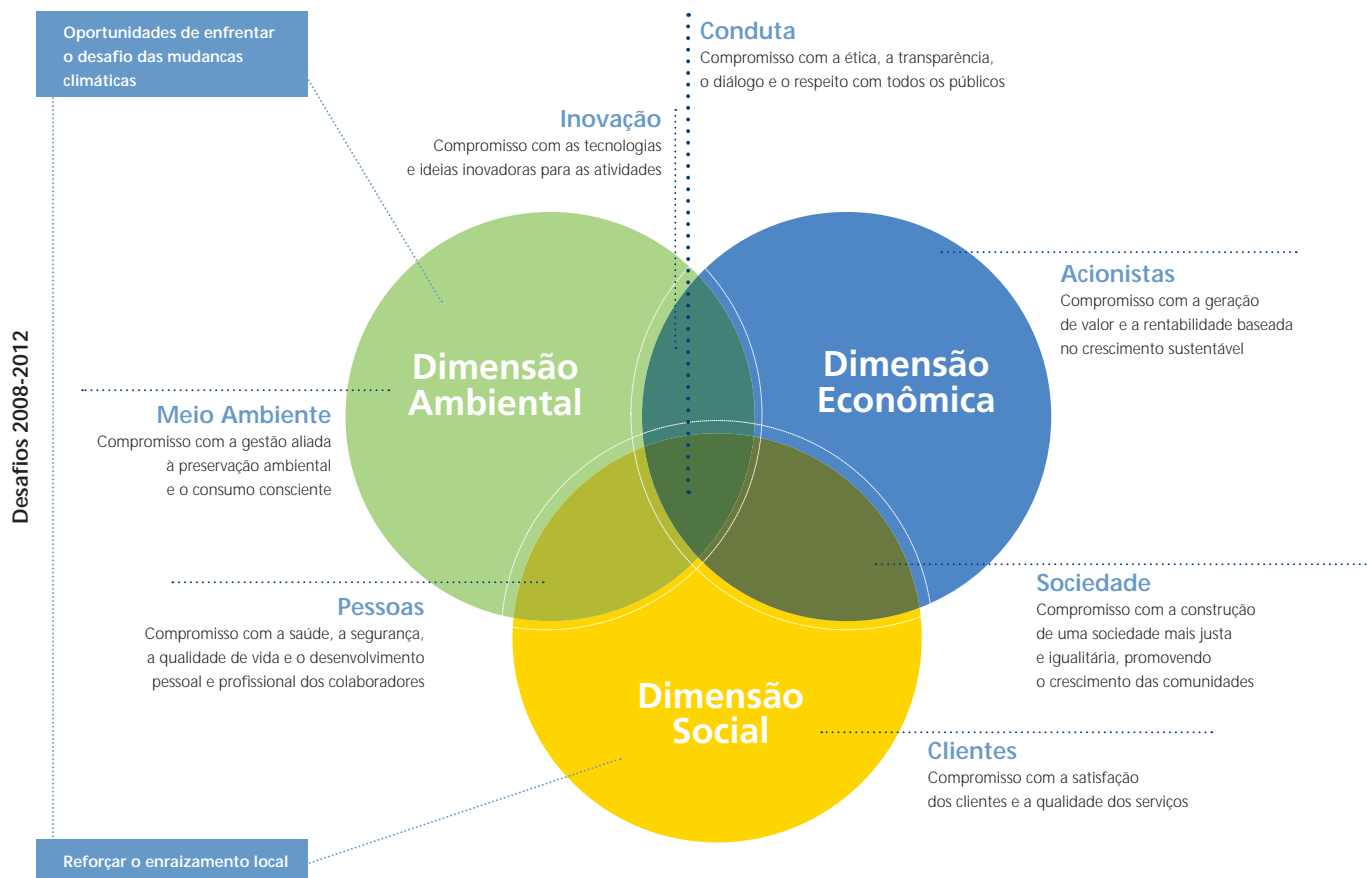 Oportunidades de enfrentar
o desafio das mudancas
climáticas
Conduta
Compromisso com a ética, a transparência,
o diálogo e o respeito com todos os públicos
Inovação
Compromisso com as tecnologias
e ideias inovadoras para as atividades
Acionistas
Compromisso com a geração
de valor e a rentabilidade baseada
no crescimento sustentável
Dimensão
Ambiental
Dimensão
Econômica
Desafios 2008-2012
Meio Ambiente
Compromisso com a gestão aliada
à preservação ambiental
e o consumo consciente
Pessoas
Compromisso com a saúde, a segurança,
a qualidade de vida e o desenvolvimento
pessoal e profissional dos colaboradores
Sociedade
Compromisso com a construção
de uma sociedade mais justa
e igualitária, promovendo
o crescimento das comunidades
Dimensão
Social
Clientes
Compromisso com a satisfação
dos clientes e a qualidade dos serviços
Reforçar o enraizamento local